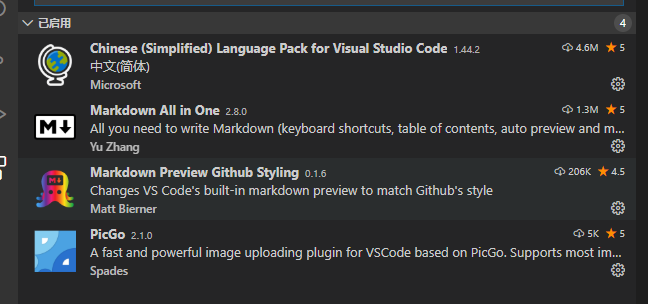 已启用 4
Chinese (Simplified) Language Pack for Visual Studio Code 1.44.2 4.6M 5
中文(简体)
Microsoft
Markdown All in One 2.8.0 1.3M 5
All you need to write Markdown (keyboard shortcuts, table of contents, auto preview and m...
Yu Zhang
Markdown Preview Github Styling 0.1.6 206K 4.5
Changes VS Code's built-in markdown preview to match Github's style
Matt Bierner
PicGo 2.1.0 5K 5
A fast and powerful image uploading plugin for VSCode based on PicGo. Supports most im...
Spades